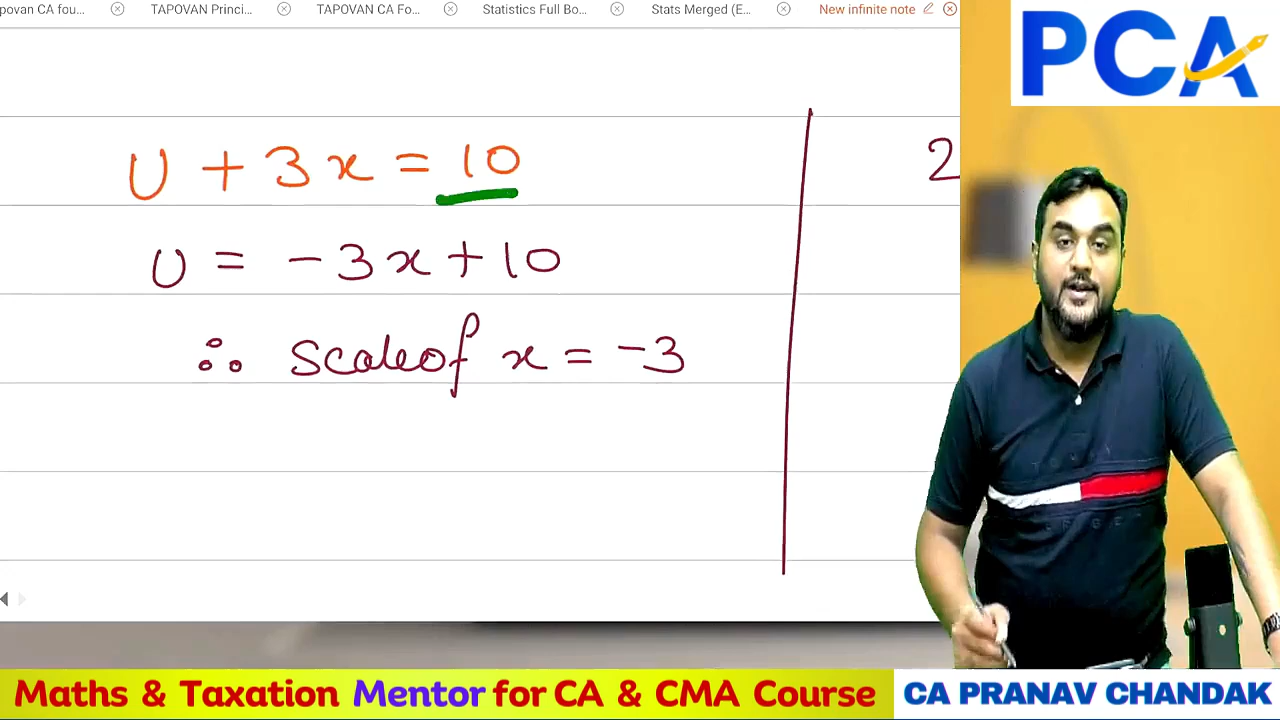 povan CA fou... TAPOVAN Princi... TAPOVAN CA Fo... Statistics Full Bo... Stats Merged (E... New infinite note
PCA
U + 3x = 10
U = -3x + 10
∴ scale of x = -3
2
Maths & Taxation Mentor for CA & CMA Course
CA PRANAV CHANDAK